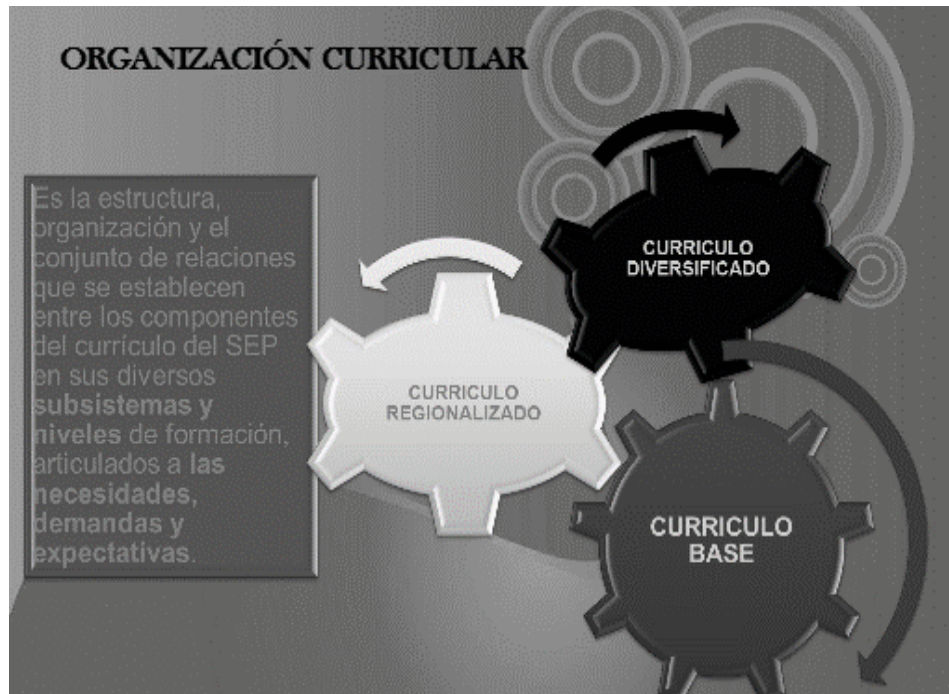 ORGANIZACIÓN CURRICULAR
Es la estructura,
organización y el
conjunto de relaciones
que se establecen
entre los componentes
del currículo del SEP
en sus diversos
subsistemas y
niveles de formación,
articulados a las
necesidades,
demandas y
expectativas.
CURRICULO
DIVERSIFICADO
CURRICULO
REGIONALIZADO
CURRICULO
BASE